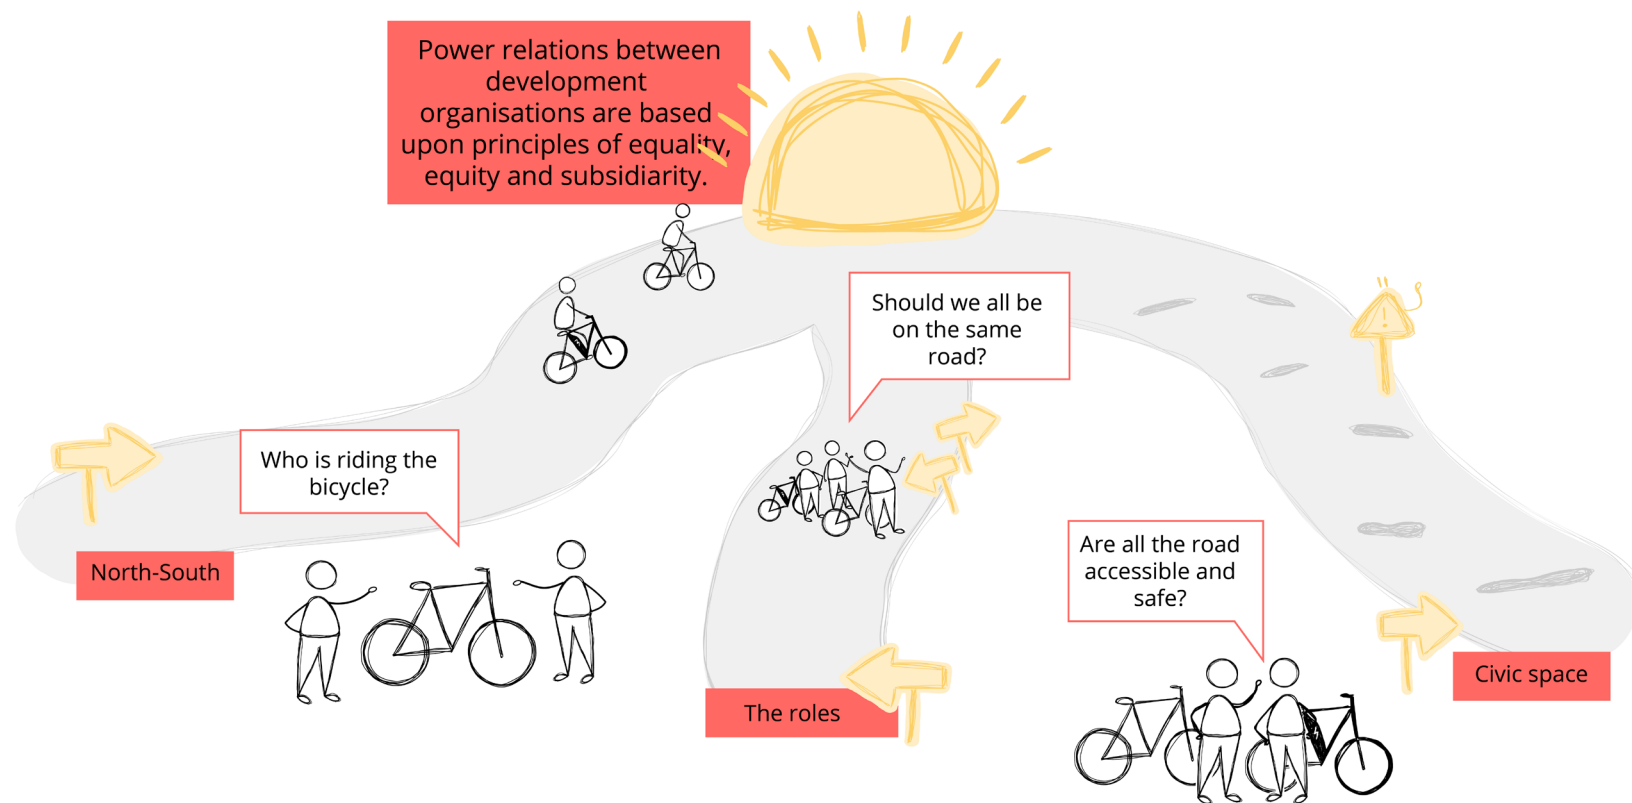 Power relations between
development
organisations are based
upon principles of equality,
equity and subsidiarity.
Should we all be
on the same
road?
!
Who is riding the
bicycle?
North-South
Are all the road
accessible and
safe?
Civic space
The roles